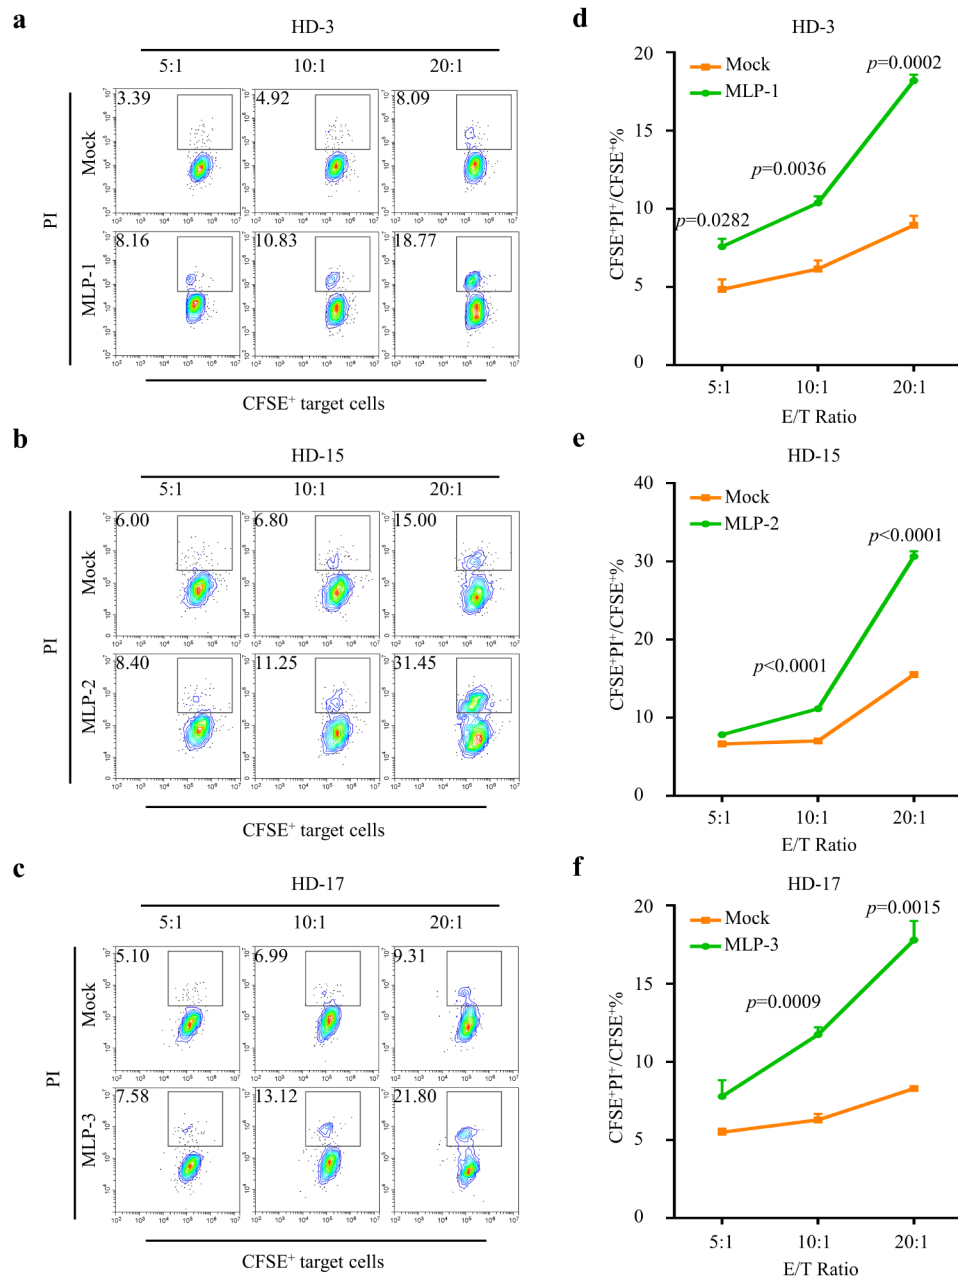 a
HD-3
5:1 10:1 20:1
PI
Mock
3.39 4.92 8.09
MLP-1
8.16 10.83 18.77
CFSE⁺ target cells
b
HD-15
5:1 10:1 20:1
PI
Mock
6.00 6.80 15.00
MLP-2
8.40 11.25 31.45
CFSE⁺ target cells
c
HD-17
5:1 10:1 20:1
PI
Mock
5.10 6.99 9.31
MLP-3
7.58 13.12 21.80
CFSE⁺ target cells
d
HD-3
Mock
MLP-1
CFSE⁺PI⁺/CFSE⁺%
20
15
10
5
0
p=0.0282
p=0.0036
p=0.0002
5:1 10:1 20:1
E/T Ratio
e
HD-15
Mock
MLP-2
CFSE⁺PI⁺/CFSE⁺%
40
30
20
10
0
p<0.0001
p<0.0001
5:1 10:1 20:1
E/T Ratio
f
HD-17
Mock
MLP-3
CFSE⁺PI⁺/CFSE⁺%
20
15
10
5
0
p=0.0009
p=0.0015
5:1 10:1 20:1
E/T Ratio